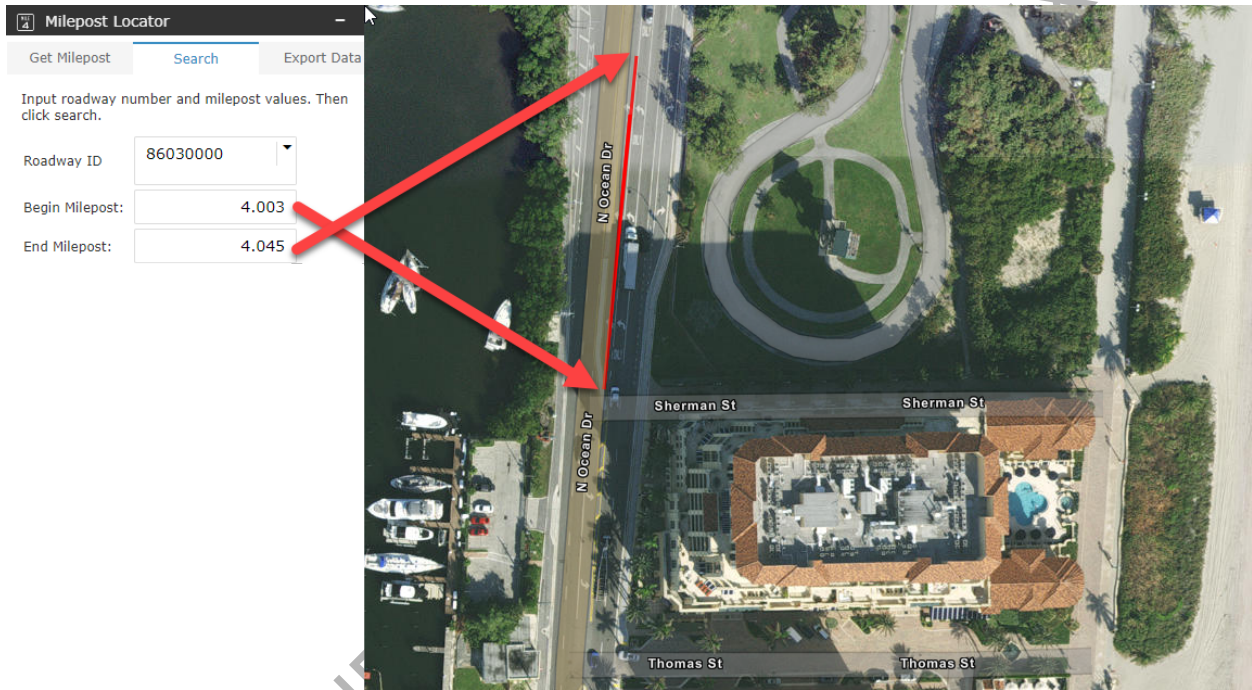 Milepost Locator
Get Milepost Search Export Data
Input roadway number and milepost values. Then
click search.
Roadway ID 86030000
Begin Milepost: 4.003
End Milepost: 4.045
N Ocean Dr
Sherman St Sherman St
N Ocean Dr
Thomas St Thomas St